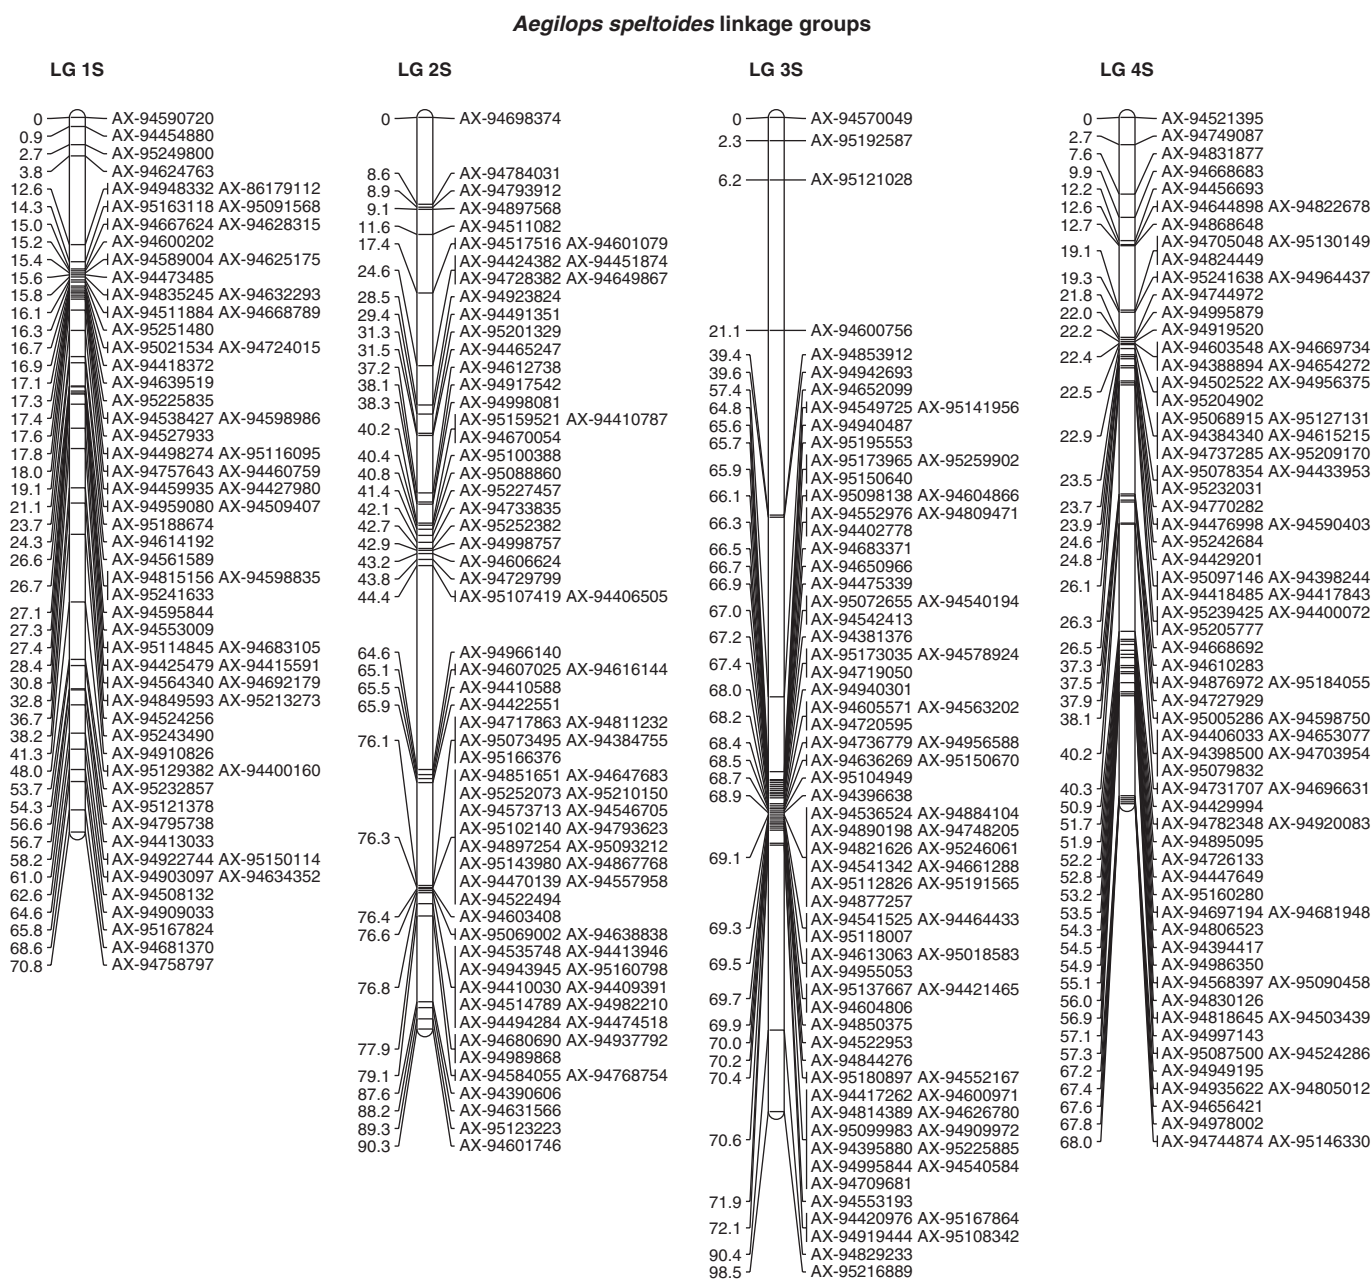 Aegilops speltoides linkage groups
LG 1S
0 AX-94590720
0.9 AX-94454880
2.7 AX-95249800
3.8 AX-94624763
12.6 AX-94948332 AX-86179112
14.3 AX-95163118 AX-95091568
15.0 AX-94667624 AX-94628315
15.2 AX-94600202
15.4 AX-94589004 AX-94625175
15.6 AX-94473485
15.8 AX-94835245 AX-94632293
16.1 AX-94511884 AX-94668789
16.3 AX-95251480
16.7 AX-95021534 AX-94724015
16.9 AX-94418372
17.1 AX-94639519
17.3 AX-95225835
17.4 AX-94538427 AX-94598986
17.6 AX-94527933
17.8 AX-94498274 AX-95116095
18.0 AX-94757643 AX-94460759
19.1 AX-94459935 AX-94427980
21.1 AX-94959080 AX-94509407
23.7 AX-95188674
24.3 AX-94614192
26.6 AX-94561589
26.7 AX-94815156 AX-94598835
AX-95241633
27.1 AX-94595844
27.3 AX-94553009
27.4 AX-95114845 AX-94683105
28.4 AX-94425479 AX-94415591
30.8 AX-94564340 AX-94692179
32.8 AX-94849593 AX-95213273
36.7 AX-94524256
38.2 AX-95243490
41.3 AX-94910826
48.0 AX-95129382 AX-94400160
53.7 AX-95232857
54.3 AX-95121378
56.6 AX-94795738
56.7 AX-94413033
58.2 AX-94922744 AX-95150114
61.0 AX-94903097 AX-94634352
62.6 AX-94508132
64.6 AX-94909033
65.8 AX-95167824
68.6 AX-94681370
70.8 AX-94758797
LG 2S
0 AX-94698374
8.6 AX-94784031
8.9 AX-94793912
9.1 AX-94897568
11.6 AX-94511082
17.4 AX-94517516 AX-94601079
24.6 AX-94424382 AX-94451874
AX-94728382 AX-94649867
28.5 AX-94923824
29.4 AX-94491351
31.3 AX-95201329
31.5 AX-94465247
37.2 AX-94612738
38.1 AX-94917542
38.3 AX-94998081
40.2 AX-95159521 AX-94410787
AX-94670054
40.4 AX-95100388
40.8 AX-95088860
41.4 AX-95227457
42.1 AX-94733835
42.7 AX-95252382
42.9 AX-94998757
43.2 AX-94606624
43.8 AX-94729799
44.4 AX-95107419 AX-94406505
64.6 AX-94966140
65.1 AX-94607025 AX-94616144
65.5 AX-94410588
65.9 AX-94422551
76.1 AX-94717863 AX-94811232
AX-95073495 AX-94384755
AX-95166376
76.3 AX-94851651 AX-94647683
AX-95252073 AX-95210150
AX-94573713 AX-94546705
AX-95102140 AX-94793623
AX-94897254 AX-95093212
AX-95143980 AX-94867768
AX-94470139 AX-94557958
AX-94522494
76.4 AX-94603408
76.6 AX-95069002 AX-94638838
76.8 AX-94535748 AX-94413946
AX-94943945 AX-95160798
AX-94410030 AX-94409391
AX-94514789 AX-94982210
AX-94494284 AX-94474518
77.9 AX-94680690 AX-94937792
AX-94989868
79.1 AX-94584055 AX-94768754
87.6 AX-94390606
88.2 AX-94631566
89.3 AX-95123223
90.3 AX-94601746
LG 3S
0 AX-94570049
2.3 AX-95192587
6.2 AX-95121028
21.1 AX-94600756
39.4 AX-94853912
39.6 AX-94942693
57.4 AX-94652099
64.8 AX-94549725 AX-95141956
65.6 AX-94940487
65.7 AX-95195553
65.9 AX-95173965 AX-95259902
AX-95150640
66.1 AX-95098138 AX-94604866
66.3 AX-94552976 AX-94809471
AX-94402778
66.5 AX-94683371
66.7 AX-94650966
66.9 AX-94475339
67.0 AX-95072655 AX-94540194
AX-94542413
67.2 AX-94381376
67.4 AX-95173035 AX-94578924
AX-94719050
68.0 AX-94940301
68.2 AX-94605571 AX-94563202
AX-94720595
68.4 AX-94736779 AX-94956588
68.5 AX-94636269 AX-95150670
68.7 AX-95104949
68.9 AX-94396638
69.1 AX-94536524 AX-94884104
AX-94890198 AX-94748205
AX-94821626 AX-95246061
AX-94541342 AX-94661288
AX-95112826 AX-95191565
AX-94877257
69.3 AX-94541525 AX-94464433
AX-95118007
69.5 AX-94613063 AX-95018583
AX-94955053
69.7 AX-95137667 AX-94421465
AX-94604806
69.9 AX-94850375
70.0 AX-94522953
70.2 AX-94844276
70.4 AX-95180897 AX-94552167
70.6 AX-94417262 AX-94600971
AX-94814389 AX-94626780
AX-95099983 AX-94909972
AX-94395880 AX-95225885
AX-94995844 AX-94540584
AX-94709681
71.9 AX-94553193
72.1 AX-94420976 AX-95167864
AX-94919444 AX-95108342
90.4 AX-94829233
98.5 AX-95216889
LG 4S
0 AX-94521395
2.7 AX-94749087
7.6 AX-94831877
9.9 AX-94668683
12.2 AX-94456693
12.6 AX-94644898 AX-94822678
12.7 AX-94868648
19.1 AX-94705048 AX-95130149
AX-94824449
19.3 AX-95241638 AX-94964437
21.8 AX-94744972
22.0 AX-94995879
22.2 AX-94919520
22.4 AX-94603548 AX-94669734
AX-94388894 AX-94654272
22.5 AX-94502522 AX-94956375
AX-95204902
22.9 AX-95068915 AX-95127131
AX-94384340 AX-94615215
AX-94737285 AX-95209170
23.5 AX-95078354 AX-94433953
AX-95232031
23.7 AX-94770282
23.9 AX-94476998 AX-94590403
24.6 AX-95242684
24.8 AX-94429201
26.1 AX-95097146 AX-94398244
AX-94418485 AX-94417843
26.3 AX-95239425 AX-94400072
AX-95205777
26.5 AX-94668692
37.3 AX-94610283
37.5 AX-94876972 AX-95184055
37.9 AX-94727929
38.1 AX-95005286 AX-94598750
40.2 AX-94406033 AX-94653077
AX-94398500 AX-94703954
AX-95079832
40.3 AX-94731707 AX-94696631
50.9 AX-94429994
51.7 AX-94782348 AX-94920083
51.9 AX-94895095
52.2 AX-94726133
52.8 AX-94447649
53.2 AX-95160280
53.5 AX-94697194 AX-94681948
54.3 AX-94806523
54.5 AX-94394417
54.9 AX-94986350
55.1 AX-94568397 AX-95090458
56.0 AX-94830126
56.9 AX-94818645 AX-94503439
57.1 AX-94997143
57.3 AX-95087500 AX-94524286
67.2 AX-94949195
67.4 AX-94935622 AX-94805012
67.6 AX-94656421
67.8 AX-94978002
68.0 AX-94744874 AX-95146330